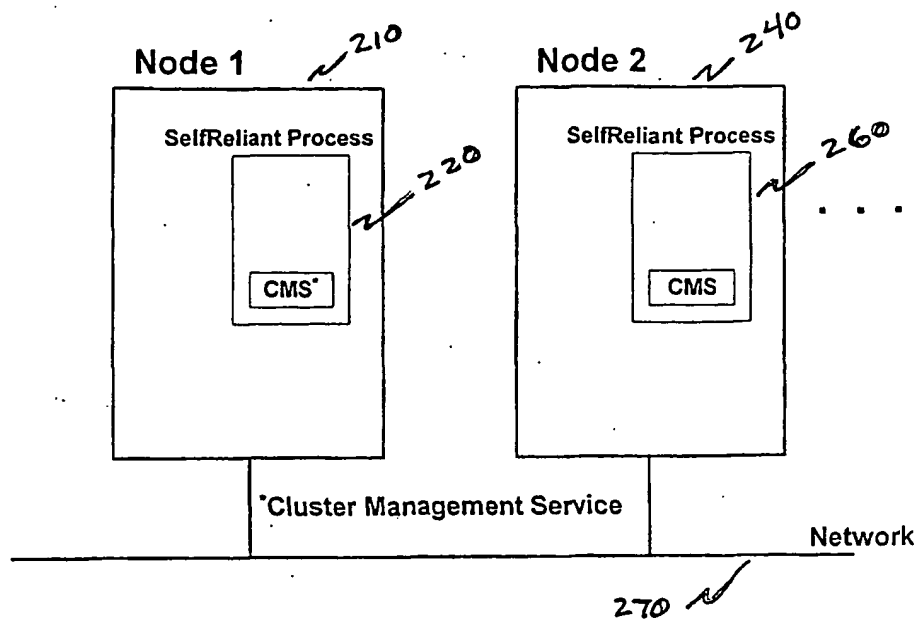 Node 1
210
Node 2
240
SelfReliant Process
220
SelfReliant Process
260
. . .
CMS*
CMS
*Cluster Management Service
Network
270